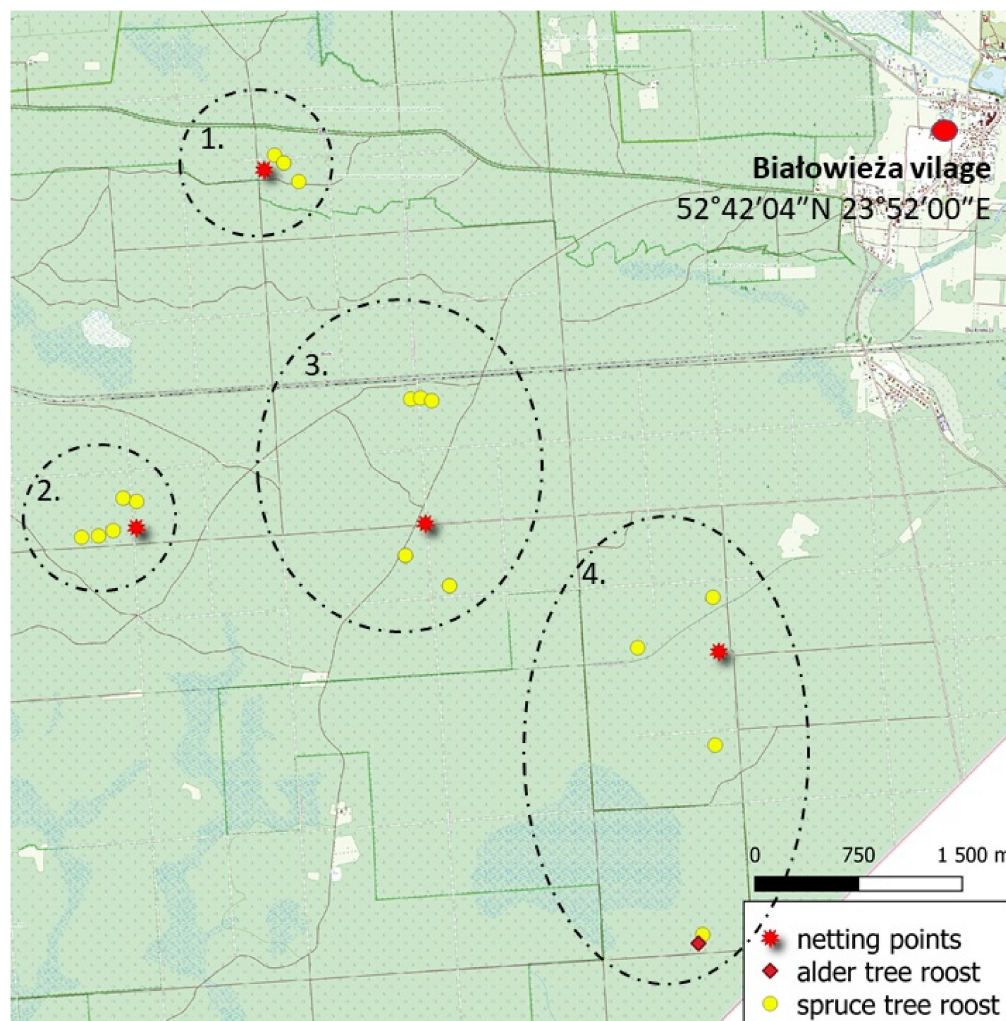 1.
Białowieża vilage
52°42′04″N 23°52′00″E
3.
2.
4.
0 750 1 500 m
netting points
alder tree roost
spruce tree roost